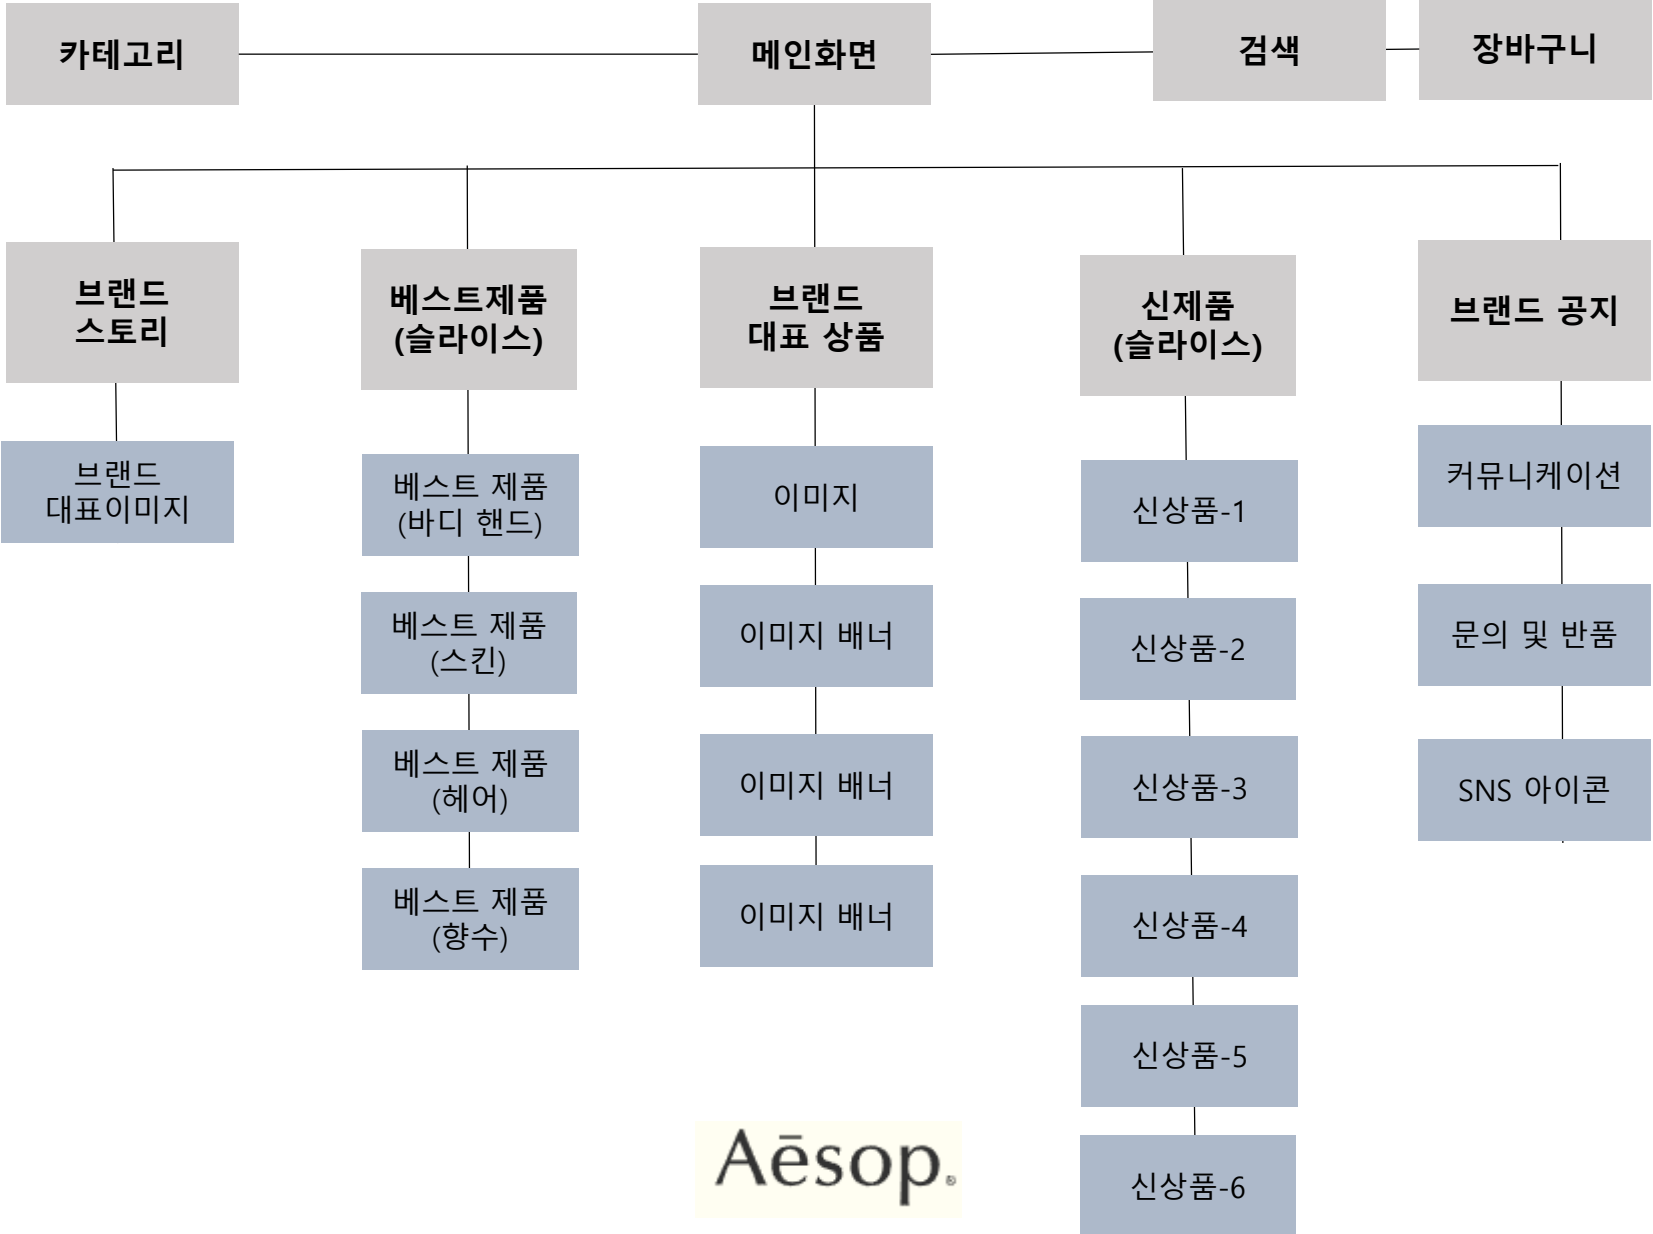 카테고리
메인화면
검색
장바구니
브랜드
스토리
베스트제품
(슬라이스)
브랜드
대표 상품
신제품
(슬라이스)
브랜드 공지
브랜드
대표이미지
베스트 제품
(바디 핸드)
베스트 제품
(스킨)
베스트 제품
(헤어)
베스트 제품
(향수)
이미지
이미지 배너
이미지 배너
이미지 배너
신상품-1
신상품-2
신상품-3
신상품-4
신상품-5
신상품-6
커뮤니케이션
문의 및 반품
SNS 아이콘
Aēsop®